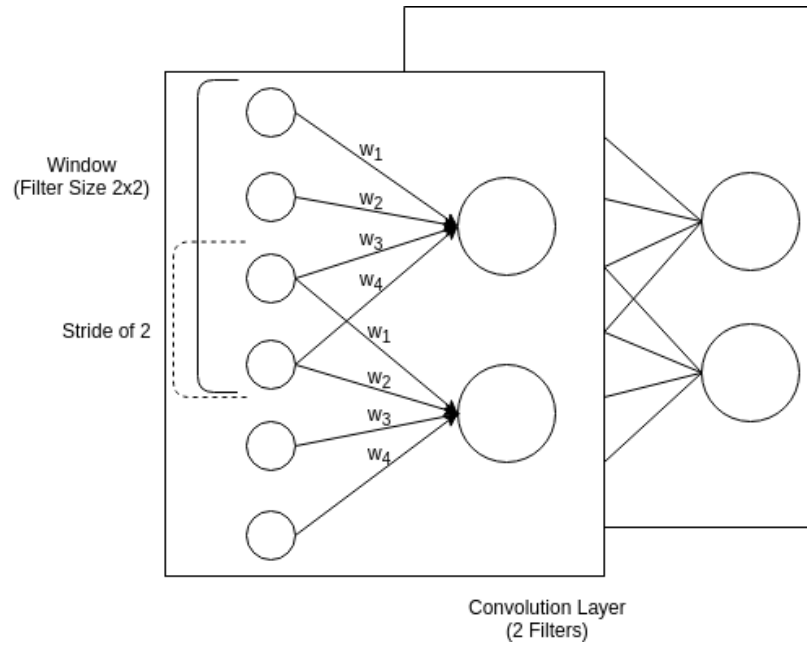 w1
Window
(Filter Size 2x2)
w2
w3
w4
Stride of 2
w1
w2
w3
w4
Convolution Layer
(2 Filters)